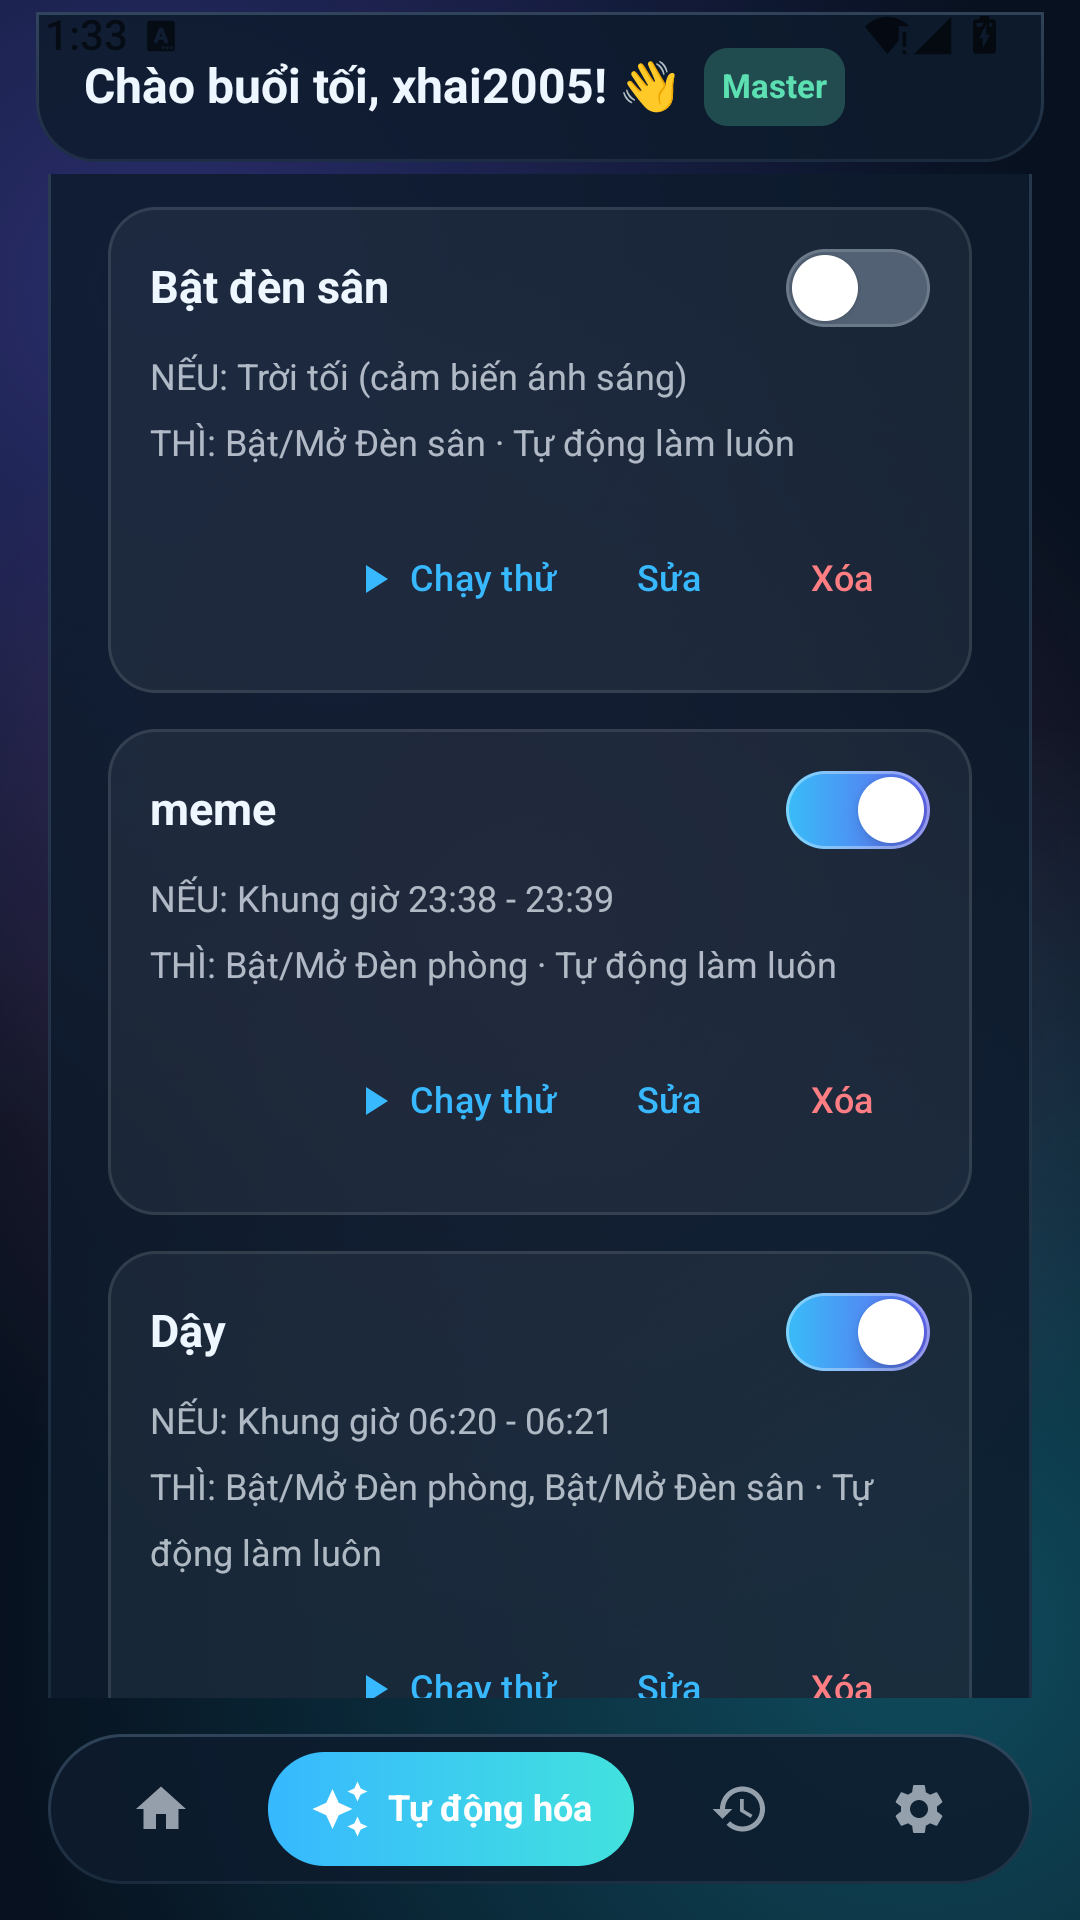 1:33
Chào buổi tối, xhai2005! 👋 Master
Bật đèn sân
NẾU: Trời tối (cảm biến ánh sáng)
THÌ: Bật/Mở Đèn sân · Tự động làm luôn
Chạy thử Sửa Xóa
meme
NẾU: Khung giờ 23:38 - 23:39
THÌ: Bật/Mở Đèn phòng · Tự động làm luôn
Chạy thử Sửa Xóa
Dậy
NẾU: Khung giờ 06:20 - 06:21
THÌ: Bật/Mở Đèn phòng, Bật/Mở Đèn sân · Tự
động làm luôn
Chạy thử Sửa Xóa
Tự động hóa